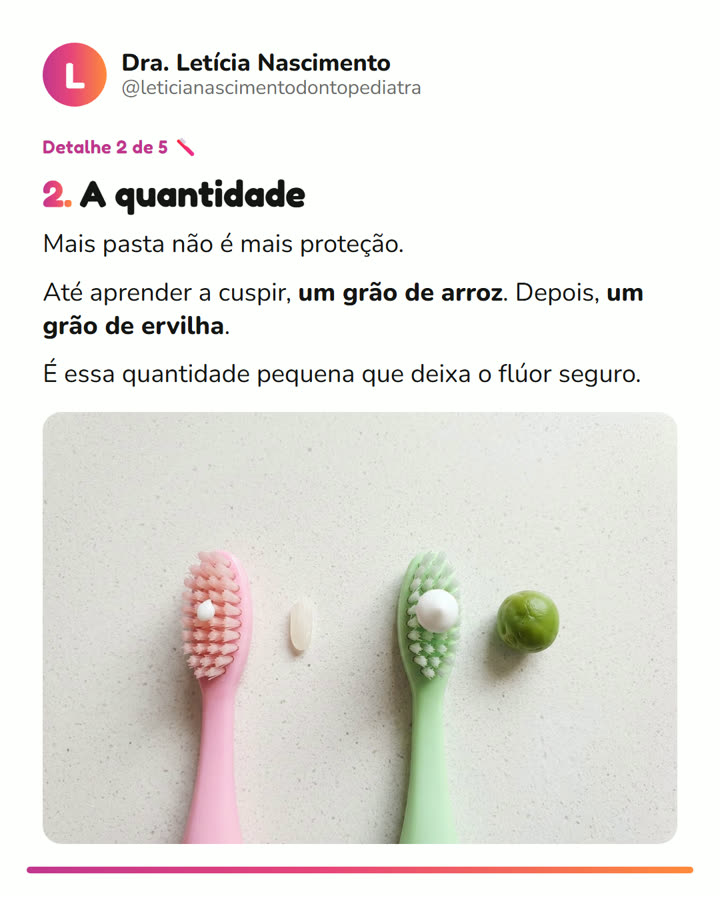 L
Dra. Letícia Nascimento
@leticianascimentodontopediatra
Detalhe 2 de 5
2. A quantidade
Mais pasta não é mais proteção.
Até aprender a cuspir, um grão de arroz. Depois, um
grão de ervilha.
É essa quantidade pequena que deixa o flúor seguro.